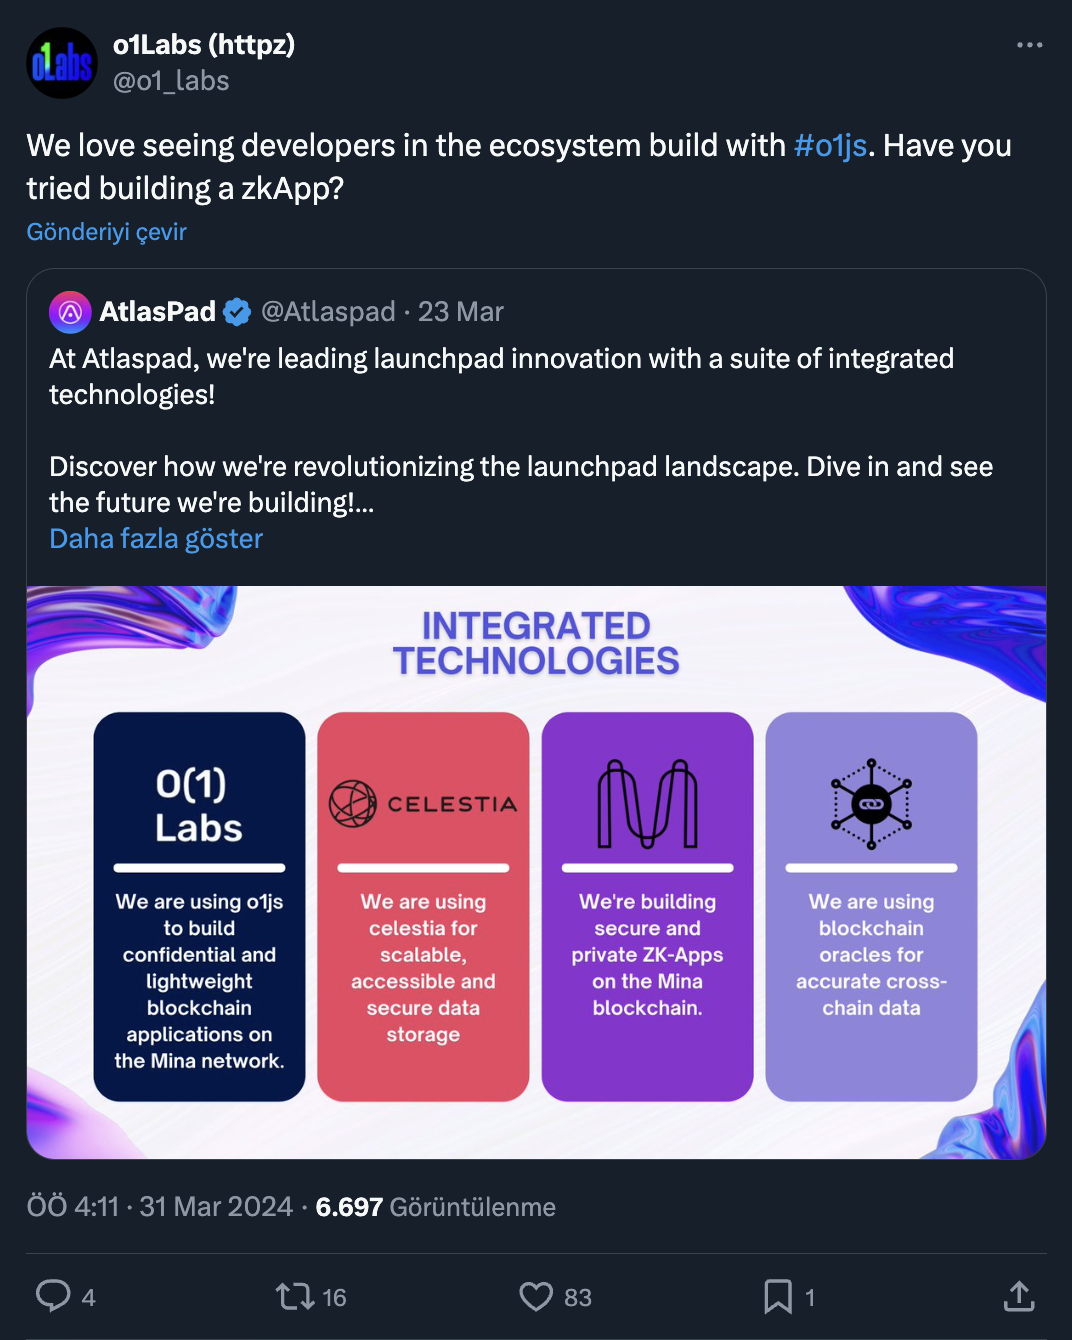 o1Labs (httpz)
@o1_labs
We love seeing developers in the ecosystem build with #o1js. Have you
tried building a zkApp?
Gönderiyi çevir
AtlasPad @Atlaspad · 23 Mar
At Atlaspad, we're leading launchpad innovation with a suite of integrated
technologies!
Discover how we're revolutionizing the launchpad landscape. Dive in and see
the future we're building!...
Daha fazla göster
INTEGRATED
TECHNOLOGIES
O(1)
Labs
We are using o1js
to build
confidential and
lightweight
blockchain
applications on
the Mina network.
CELESTIA
We are using
celestia for
scalable,
accessible and
secure data
storage
We're building
secure and
private ZK-Apps
on the Mina
blockchain.
We are using
blockchain
oracles for
accurate cross-
chain data
ÖÖ 4:11 · 31 Mar 2024 · 6.697 Görüntülenme
4 16 83 1